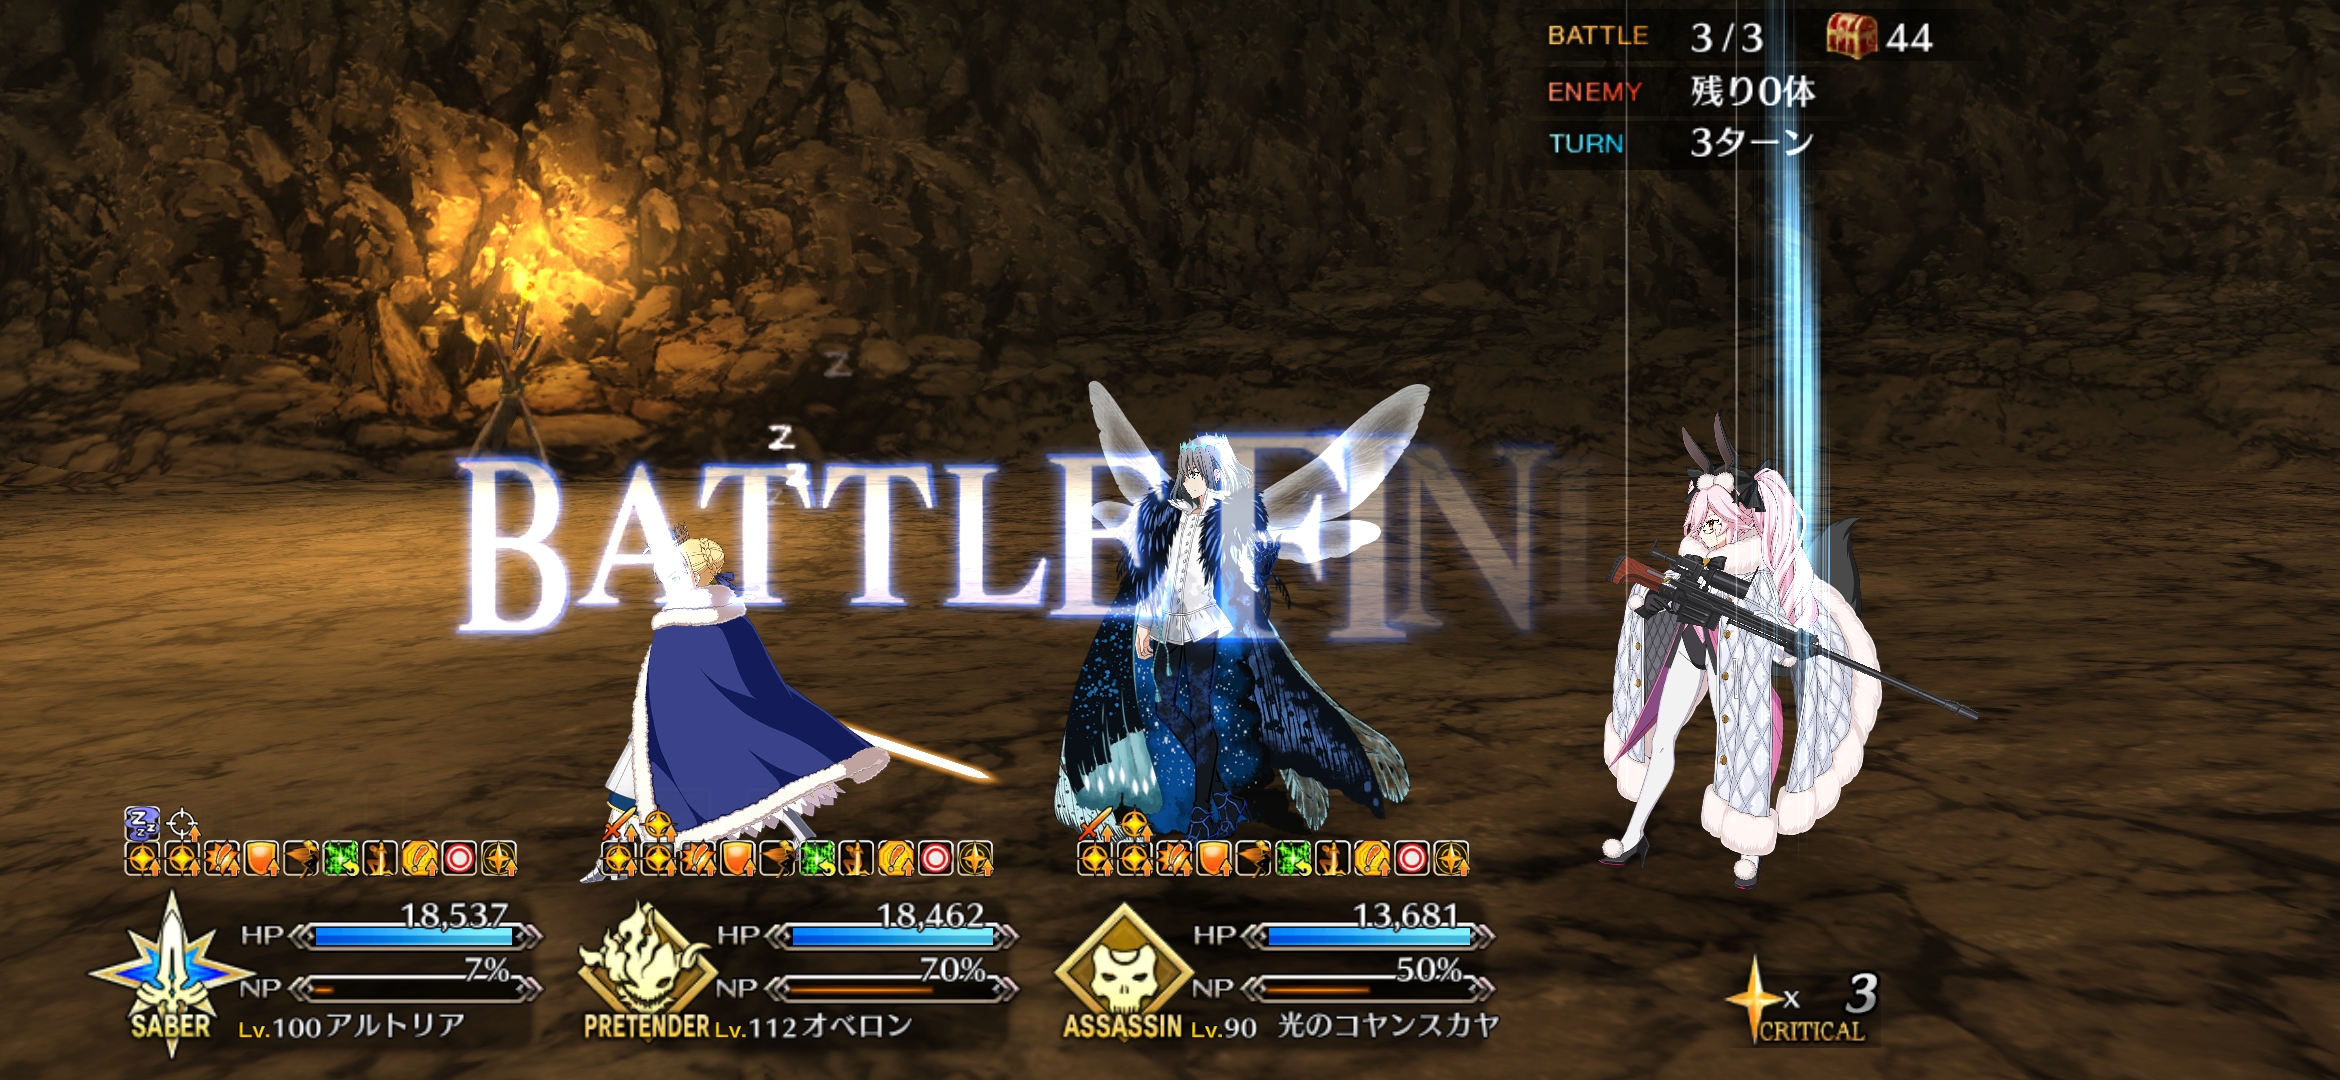 BATTLE 3/3 44
ENEMY 残り0体
TURN 3ターン
z
z
z
BATTLE FINI
HP 18,537
NP 7%
SABER Lv.100 アルトリア
HP 18,462
NP 70%
PRETENDER Lv.112 オベロン
HP 13,681
NP 50%
ASSASSIN Lv.90 光のコヤンスカヤ
x 3
CRITICAL